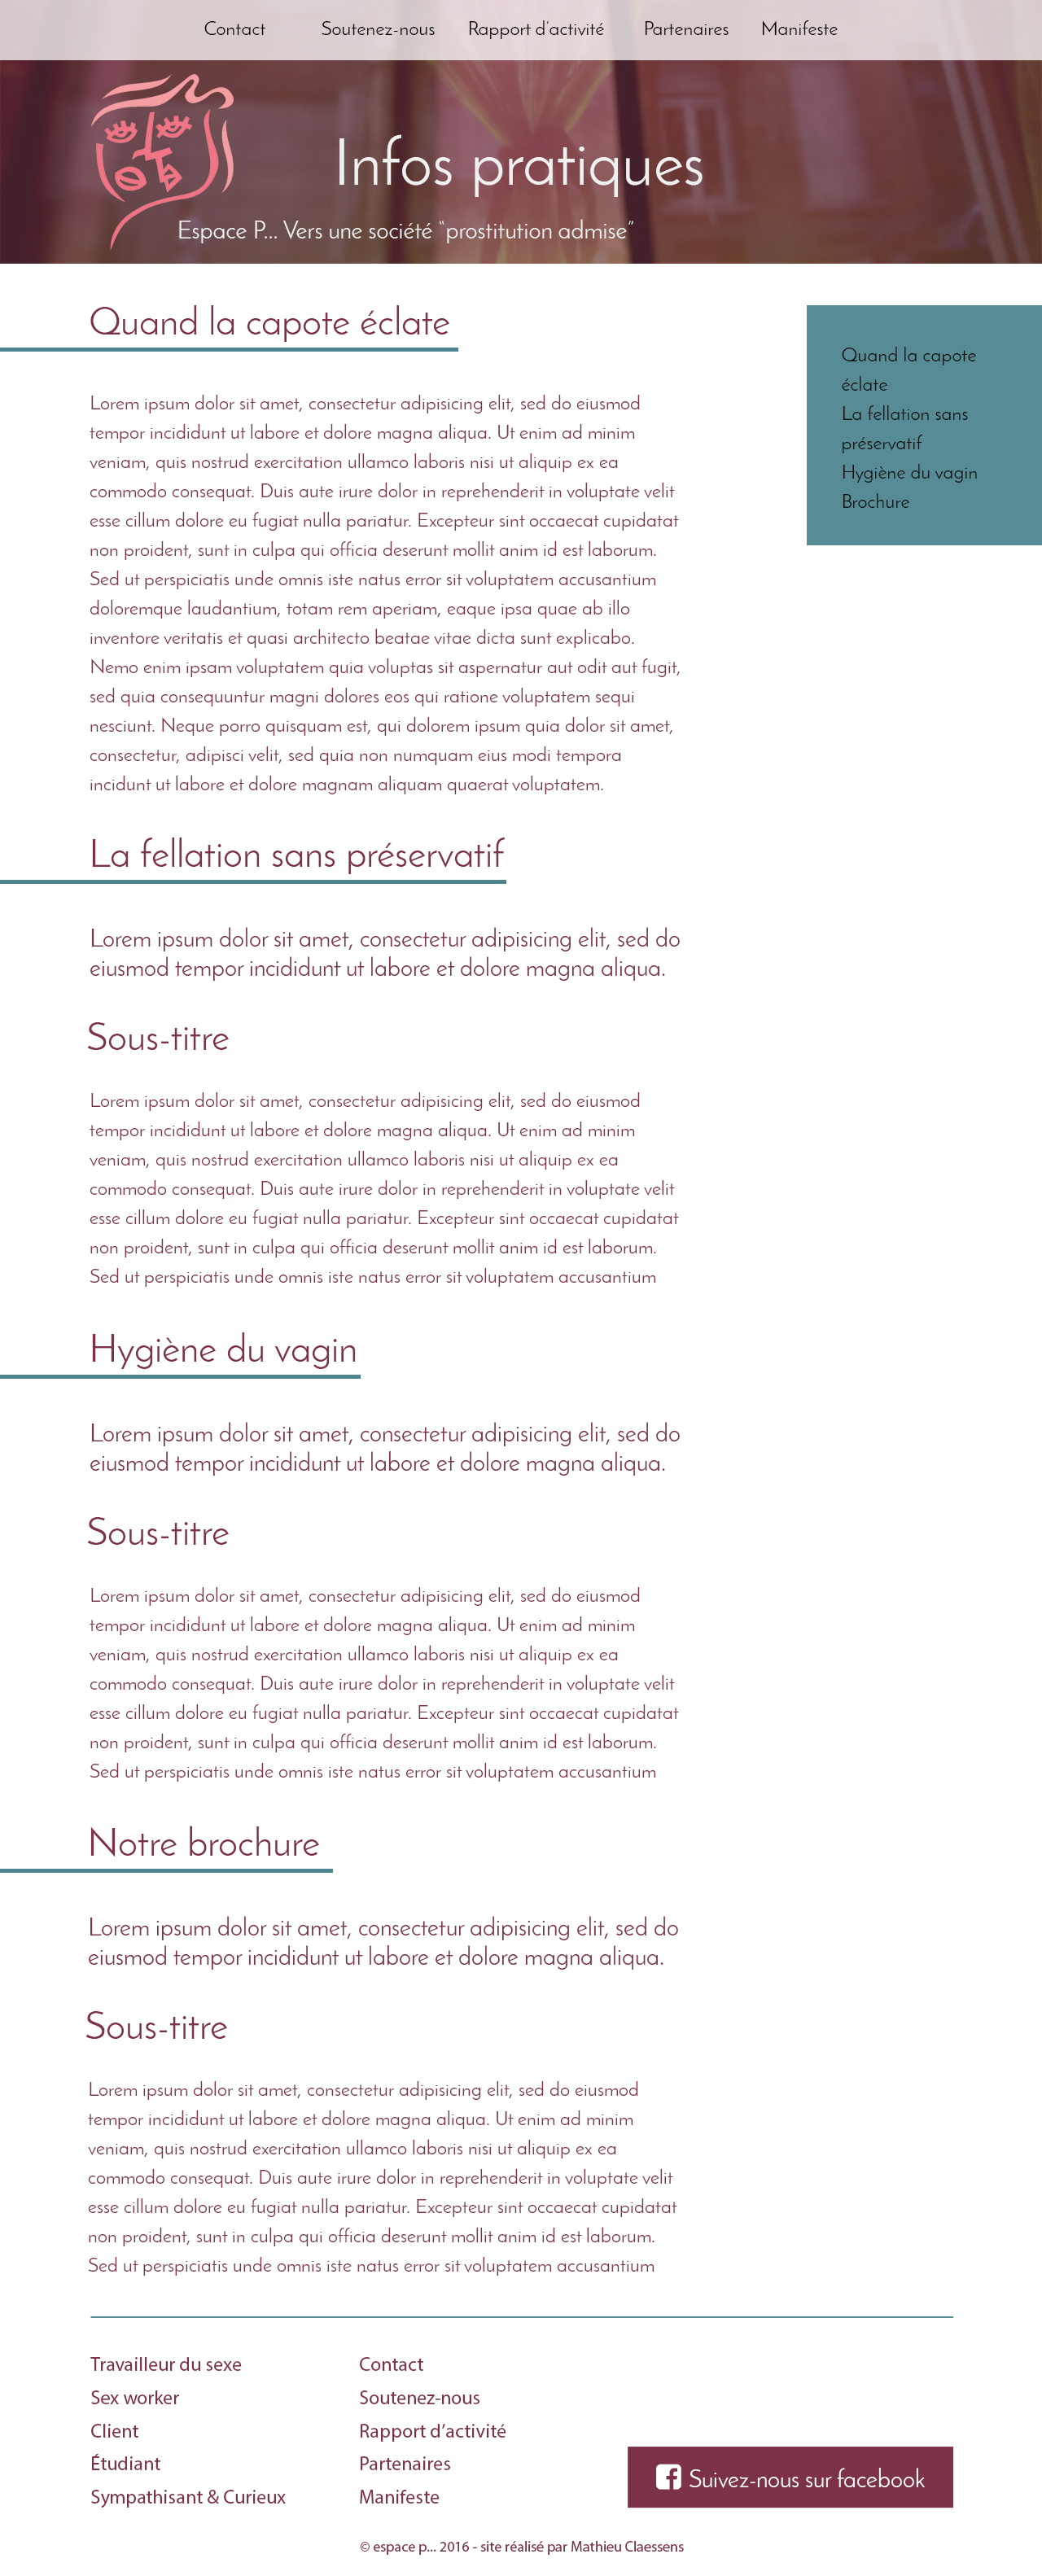 Contact Soutenez-nous Rapport d'activité Partenaires Manifeste
Infos pratiques
Espace P... Vers une société “prostitution admise”
Quand la capote éclate
Lorem ipsum dolor sit amet, consectetur adipisicing elit, sed do eiusmod
tempor incididunt ut labore et dolore magna aliqua. Ut enim ad minim
veniam, quis nostrud exercitation ullamco laboris nisi ut aliquip ex ea
commodo consequat. Duis aute irure dolor in reprehenderit in voluptate velit
esse cillum dolore eu fugiat nulla pariatur. Excepteur sint occaecat cupidatat
non proident, sunt in culpa qui officia deserunt mollit anim id est laborum.
Sed ut perspiciatis unde omnis iste natus error sit voluptatem accusantium
doloremque laudantium, totam rem aperiam, eaque ipsa quae ab illo
inventore veritatis et quasi architecto beatae vitae dicta sunt explicabo.
Nemo enim ipsam voluptatem quia voluptas sit aspernatur aut odit aut fugit,
sed quia consequuntur magni dolores eos qui ratione voluptatem sequi
nesciunt. Neque porro quisquam est, qui dolorem ipsum quia dolor sit amet,
consectetur, adipisci velit, sed quia non numquam eius modi tempora
incidunt ut labore et dolore magnam aliquam quaerat voluptatem.
Quand la capote
éclate
La fellation sans
préservatif
Hygiène du vagin
Brochure
La fellation sans préservatif
Lorem ipsum dolor sit amet, consectetur adipisicing elit, sed do
eiusmod tempor incididunt ut labore et dolore magna aliqua.
Sous-titre
Lorem ipsum dolor sit amet, consectetur adipisicing elit, sed do eiusmod
tempor incididunt ut labore et dolore magna aliqua. Ut enim ad minim
veniam, quis nostrud exercitation ullamco laboris nisi ut aliquip ex ea
commodo consequat. Duis aute irure dolor in reprehenderit in voluptate velit
esse cillum dolore eu fugiat nulla pariatur. Excepteur sint occaecat cupidatat
non proident, sunt in culpa qui officia deserunt mollit anim id est laborum.
Sed ut perspiciatis unde omnis iste natus error sit voluptatem accusantium
Hygiène du vagin
Lorem ipsum dolor sit amet, consectetur adipisicing elit, sed do
eiusmod tempor incididunt ut labore et dolore magna aliqua.
Sous-titre
Lorem ipsum dolor sit amet, consectetur adipisicing elit, sed do eiusmod
tempor incididunt ut labore et dolore magna aliqua. Ut enim ad minim
veniam, quis nostrud exercitation ullamco laboris nisi ut aliquip ex ea
commodo consequat. Duis aute irure dolor in reprehenderit in voluptate velit
esse cillum dolore eu fugiat nulla pariatur. Excepteur sint occaecat cupidatat
non proident, sunt in culpa qui officia deserunt mollit anim id est laborum.
Sed ut perspiciatis unde omnis iste natus error sit voluptatem accusantium
Notre brochure
Lorem ipsum dolor sit amet, consectetur adipisicing elit, sed do
eiusmod tempor incididunt ut labore et dolore magna aliqua.
Sous-titre
Lorem ipsum dolor sit amet, consectetur adipisicing elit, sed do eiusmod
tempor incididunt ut labore et dolore magna aliqua. Ut enim ad minim
veniam, quis nostrud exercitation ullamco laboris nisi ut aliquip ex ea
commodo consequat. Duis aute irure dolor in reprehenderit in voluptate velit
esse cillum dolore eu fugiat nulla pariatur. Excepteur sint occaecat cupidatat
non proident, sunt in culpa qui officia deserunt mollit anim id est laborum.
Sed ut perspiciatis unde omnis iste natus error sit voluptatem accusantium
Travailleur du sexe
Sex worker
Client
Étudiant
Sympathisant & Curieux
Contact
Soutenez-nous
Rapport d’activité
Partenaires
Manifeste
Suivez-nous sur facebook
© espace p... 2016 - site réalisé par Mathieu Claessens